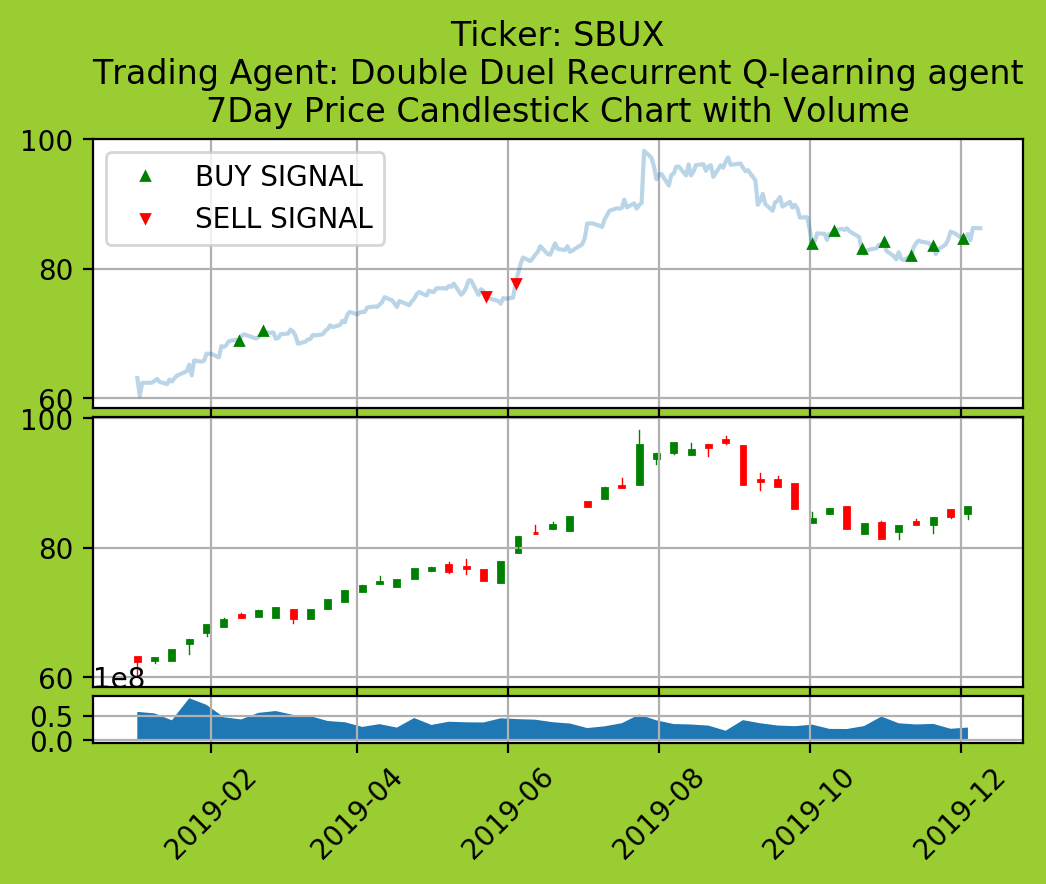 Ticker: SBUX
Trading Agent: Double Duel Recurrent Q-learning agent
7Day Price Candlestick Chart with Volume
100
BUY SIGNAL
SELL SIGNAL
80
60
100
80
60
1e8
0.5
0.0
2019-02
2019-04
2019-06
2019-08
2019-10
2019-12